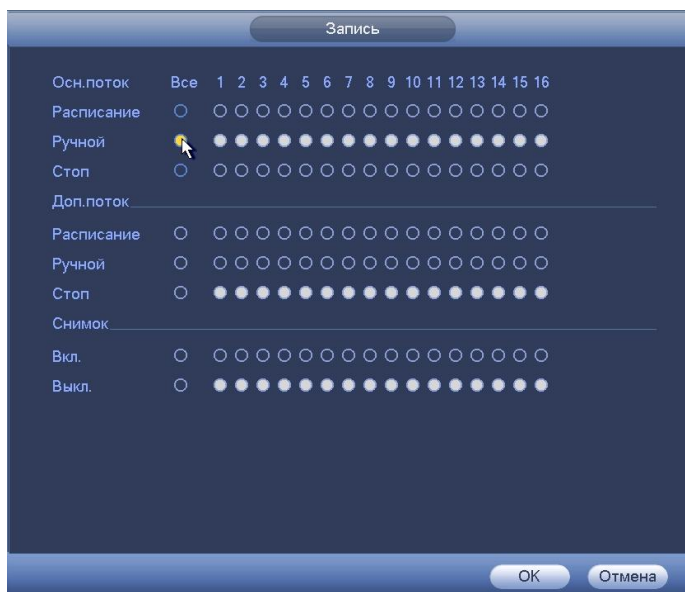 Запись
Осн.поток Все 1 2 3 4 5 6 7 8 9 10 11 12 13 14 15 16
Расписание
Ручной
Стоп
Доп.поток
Расписание
Ручной
Стоп
Снимок
Вкл.
Выкл.
OK Отмена